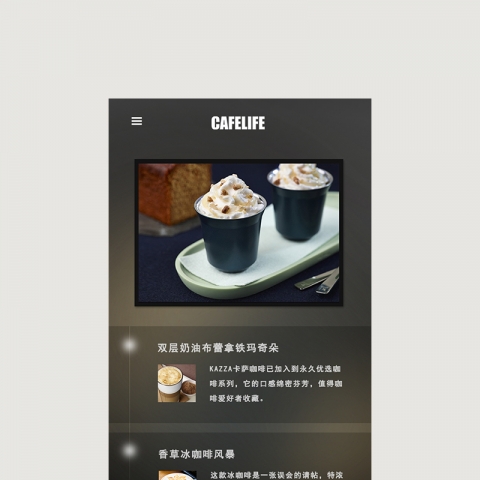 CAFELIFE
双层奶油布蕾拿铁玛奇朵
KAZZA卡萨咖啡已加入到永久优选咖
啡系列，它的口感绵密芬芳，值得咖
啡爱好者收藏。
香草冰咖啡风暴
这款冰咖啡是一张误会的请帖，特浓